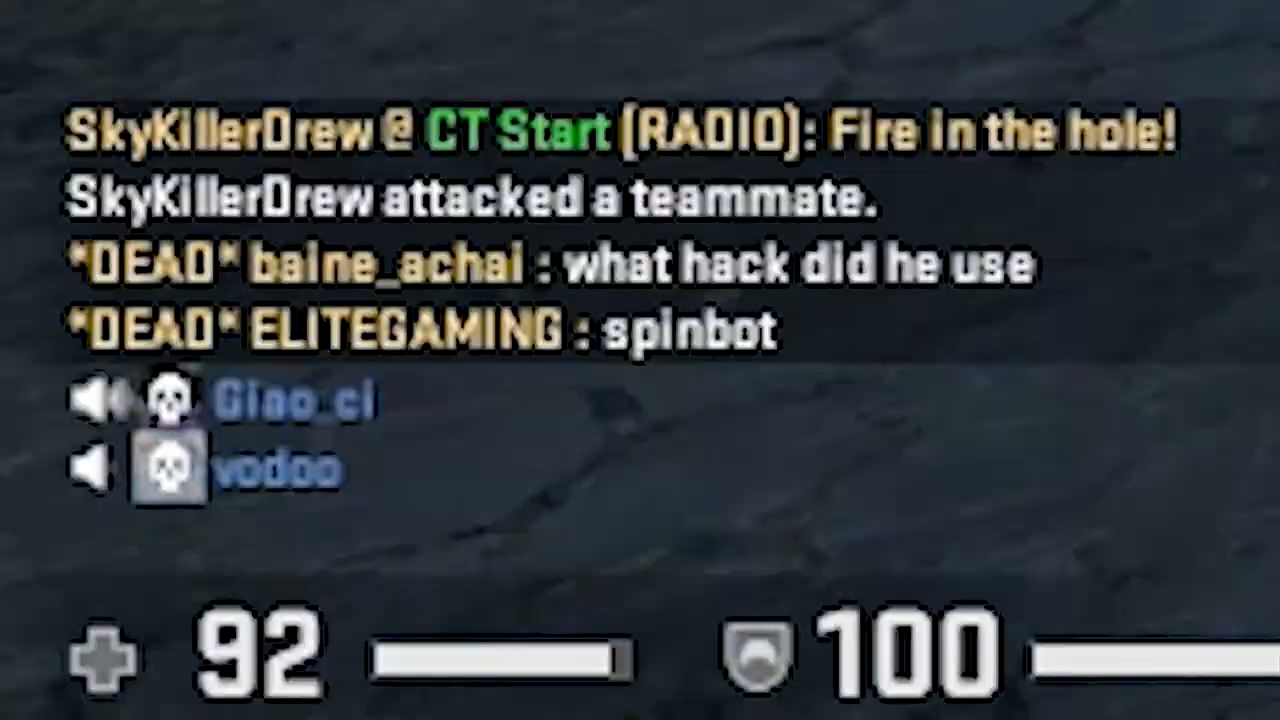 SkyKillerDrew @ CT Start (RADIO): Fire in the hole!
SkyKillerDrew attacked a teammate.
*DEAD* baine_achai : what hack did he use
*DEAD* ELITEGAMING : spinbot
Giao_ci
vodoo
92 100